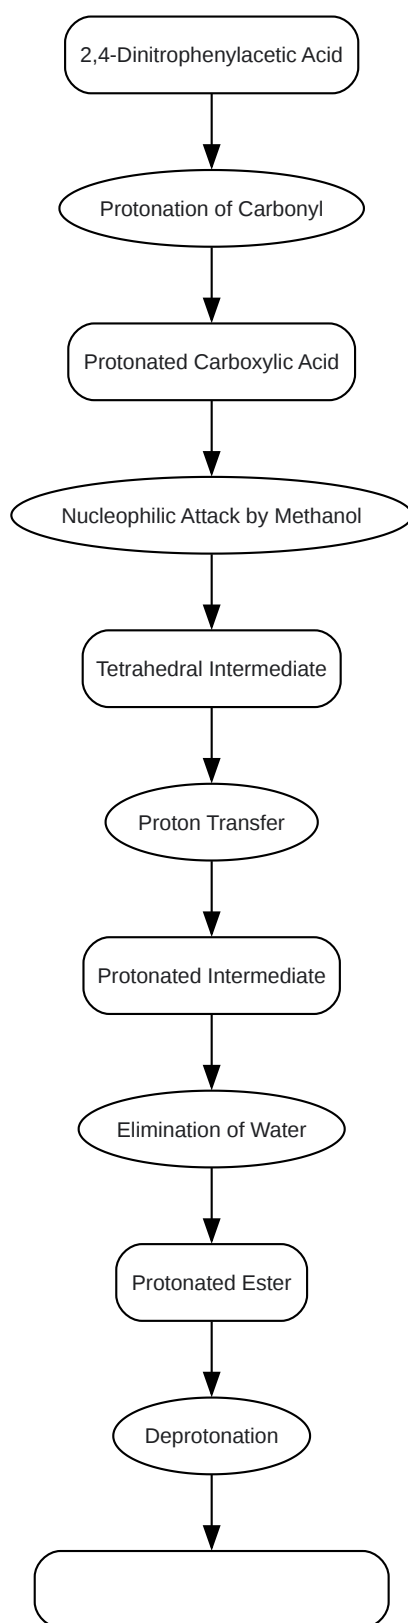 2,4-Dinitrophenylacetic Acid
Protonation of Carbonyl
Protonated Carboxylic Acid
Nucleophilic Attack by Methanol
Tetrahedral Intermediate
Proton Transfer
Protonated Intermediate
Elimination of Water
Protonated Ester
Deprotonation